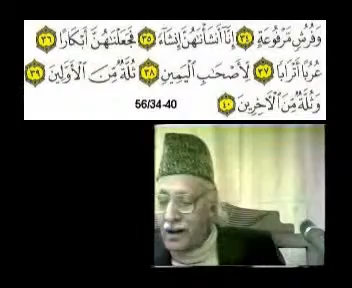 وَفُرُشٍ مَّرْفُوعَةٍ ٣٤ إِنَّا أَنشَأْنَاهُنَّ إِنشَاءً ٣٥ فَجَعَلْنَاهُنَّ أَبْكَارًا ٣٦
عُرُبًا أَتْرَابًا ٣٧ لِّأَصْحَابِ الْيَمِينِ ٣٨ ثُلَّةٌ مِّنَ الْأَوَّلِينَ ٣٩
وَثُلَّةٌ مِّنَ الْآخِرِينَ ٤٠
56/34-40